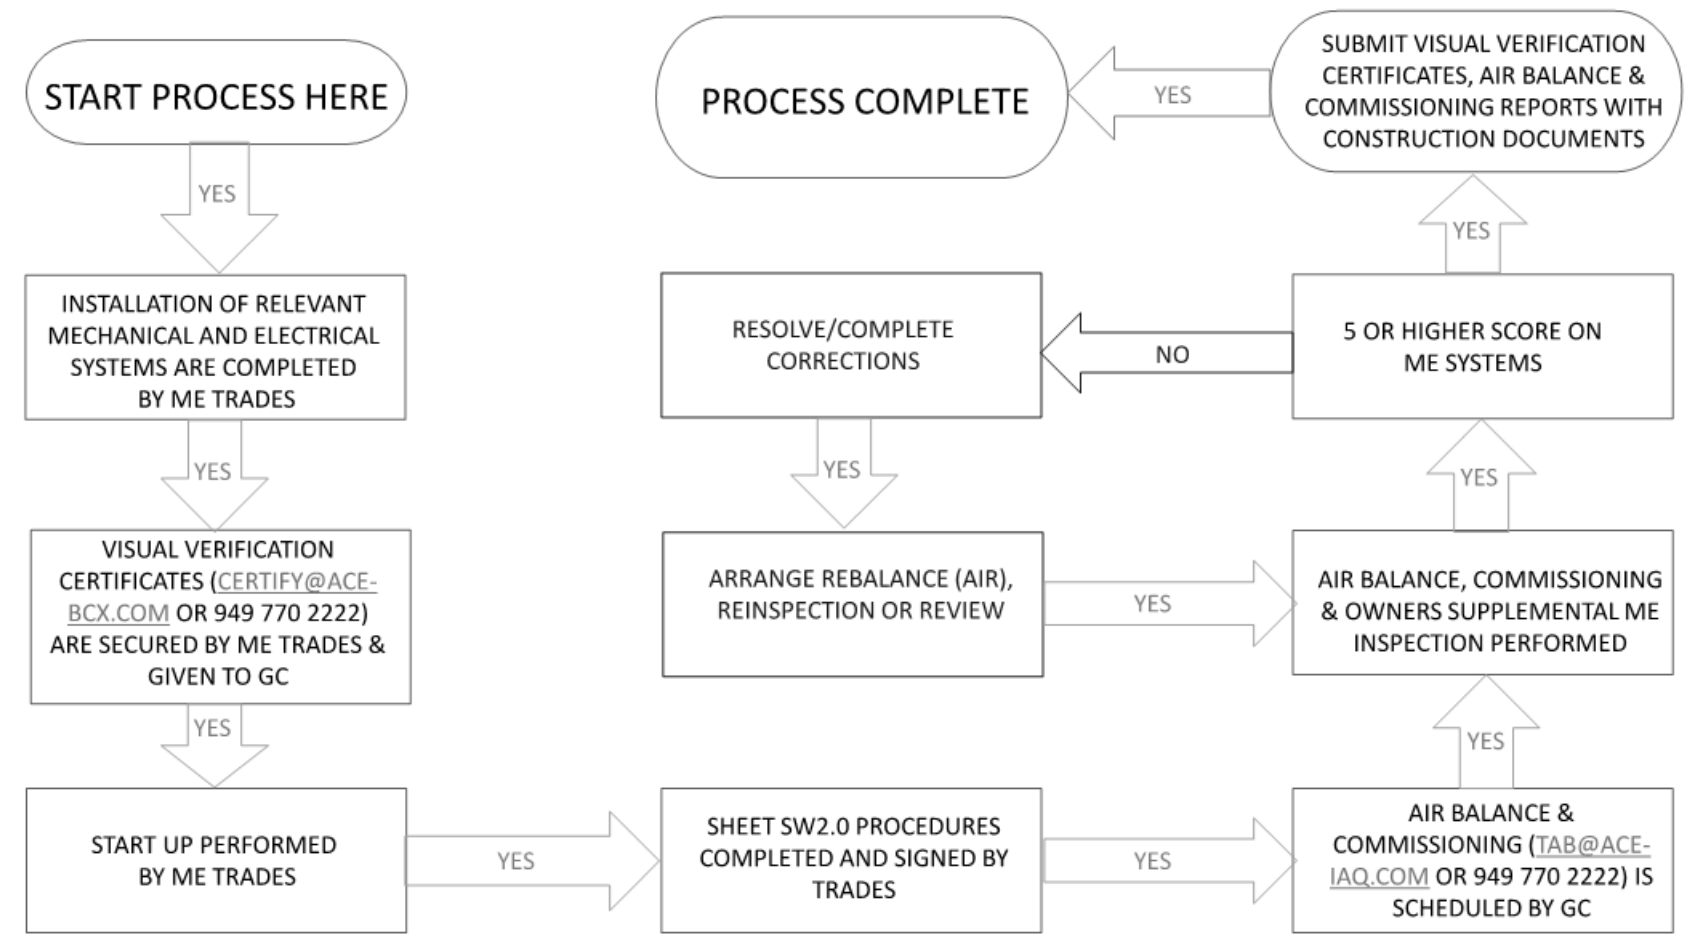 START PROCESS HERE
YES
INSTALLATION OF RELEVANT
MECHANICAL AND ELECTRICAL
SYSTEMS ARE COMPLETED
BY ME TRADES
YES
VISUAL VERIFICATION
CERTIFICATES (CERTIFY@ACE-
BCX.COM OR 949 770 2222)
ARE SECURED BY ME TRADES &
GIVEN TO GC
YES
START UP PERFORMED
BY ME TRADES
YES
SHEET SW2.0 PROCEDURES
COMPLETED AND SIGNED BY
TRADES
YES
AIR BALANCE &
COMMISSIONING (TAB@ACE-
IAQ.COM OR 949 770 2222) IS
SCHEDULED BY GC
YES
AIR BALANCE, COMMISSIONING
& OWNERS SUPPLEMENTAL ME
INSPECTION PERFORMED
YES
5 OR HIGHER SCORE ON
ME SYSTEMS
NO
RESOLVE/COMPLETE
CORRECTIONS
YES
ARRANGE REBALANCE (AIR),
REINSPECTION OR REVIEW
YES
YES
SUBMIT VISUAL VERIFICATION
CERTIFICATES, AIR BALANCE &
COMMISSIONING REPORTS WITH
CONSTRUCTION DOCUMENTS
YES
PROCESS COMPLETE